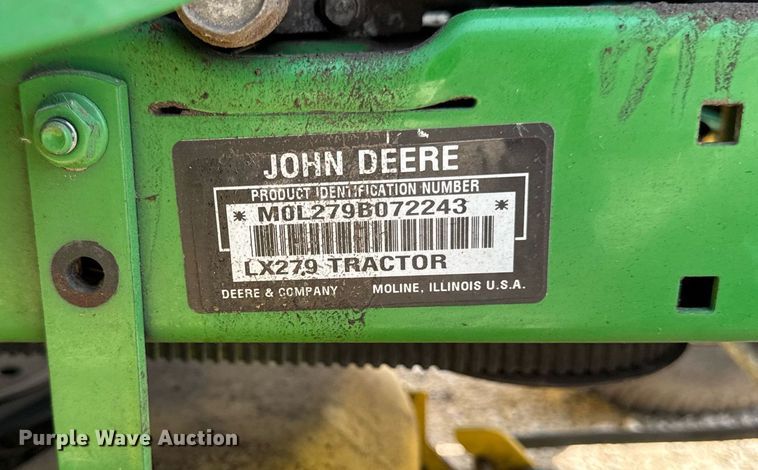 JOHN DEERE
PRODUCT IDENTIFICATION NUMBER
* M0L279B072243 *
LX279 TRACTOR
DEERE & COMPANY MOLINE, ILLINOIS U.S.A.
Purple Wave Auction